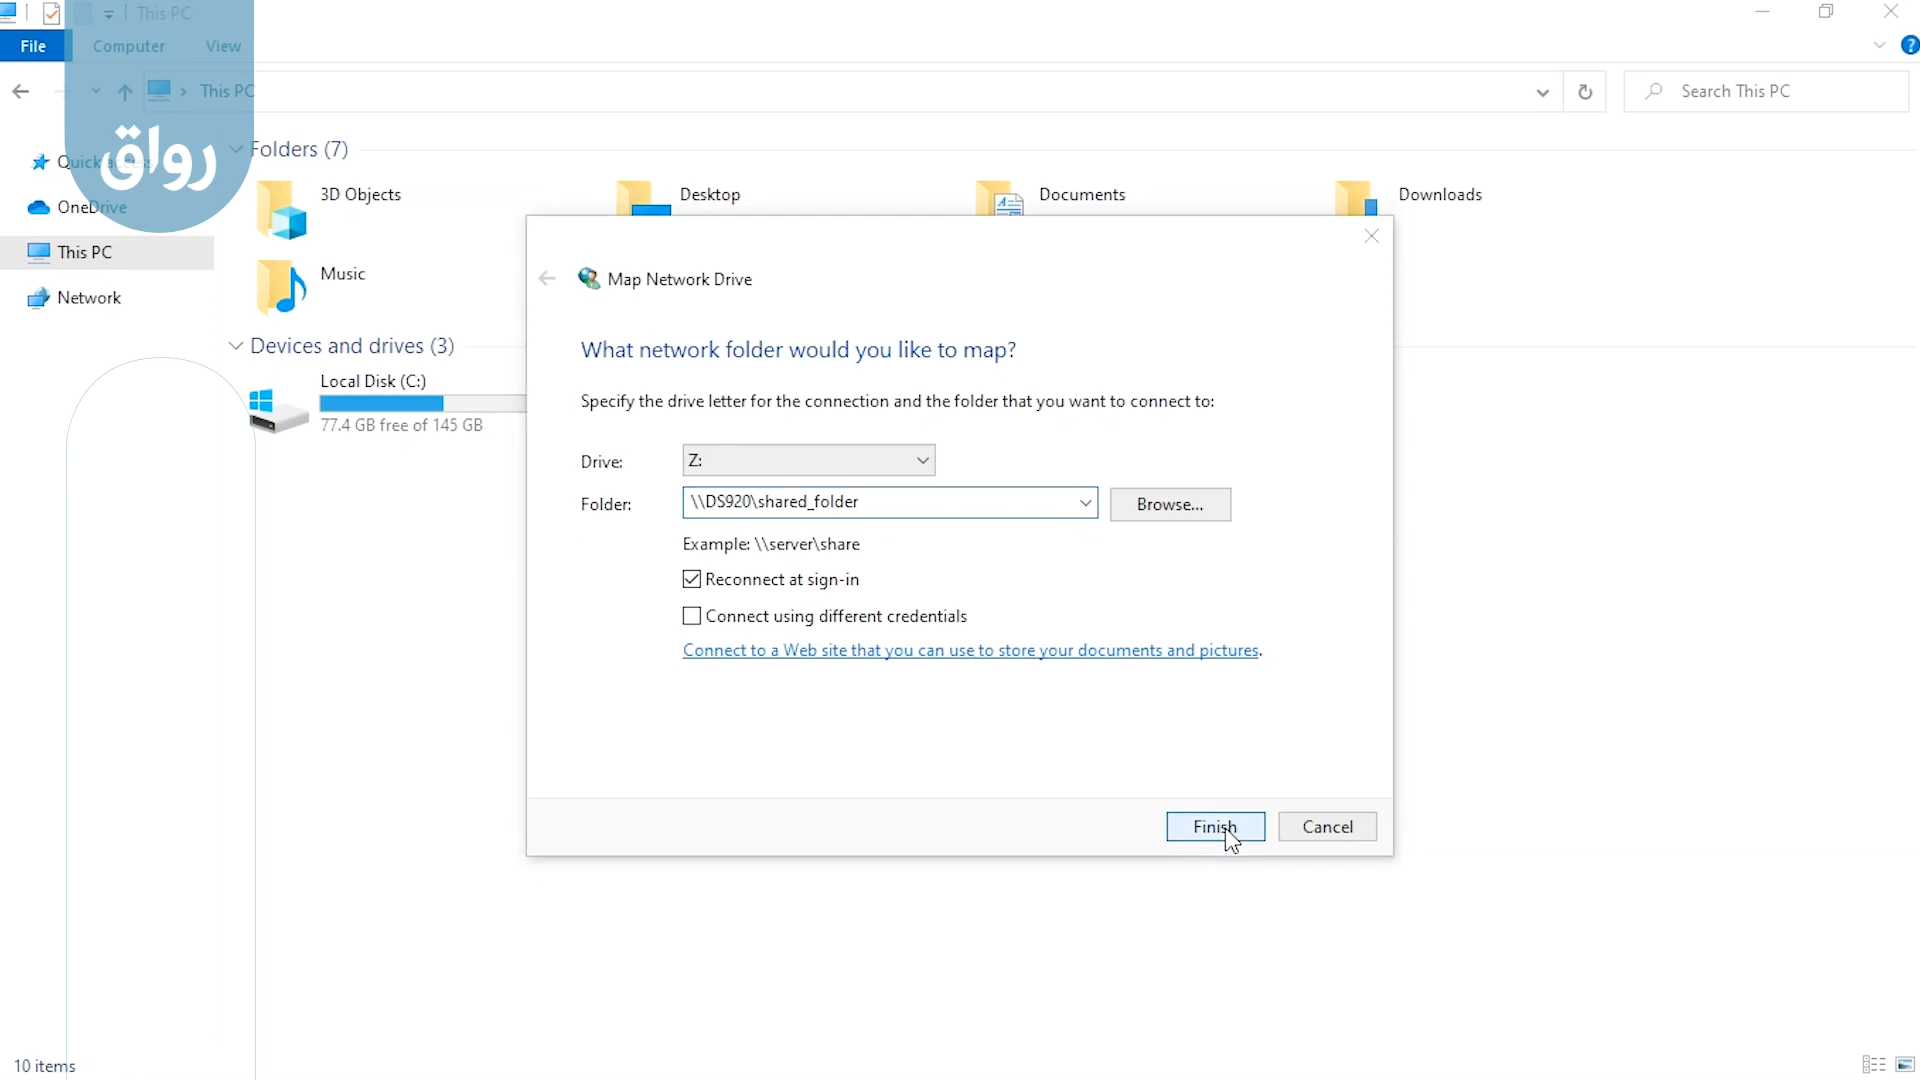 This PC
File
Computer
View
?
This PC
Search This PC
رواق
Quick access
OneDrive
This PC
Network
Folders (7)
3D Objects
Desktop
Documents
Downloads
Music
Devices and drives (3)
Local Disk (C:)
77.4 GB free of 145 GB
Map Network Drive
What network folder would you like to map?
Specify the drive letter for the connection and the folder that you want to connect to:
Drive: Z:
Folder: \\DS920\shared_folder Browse...
Example: \\server\share
Reconnect at sign-in
Connect using different credentials
Connect to a Web site that you can use to store your documents and pictures.
Finish Cancel
10 items